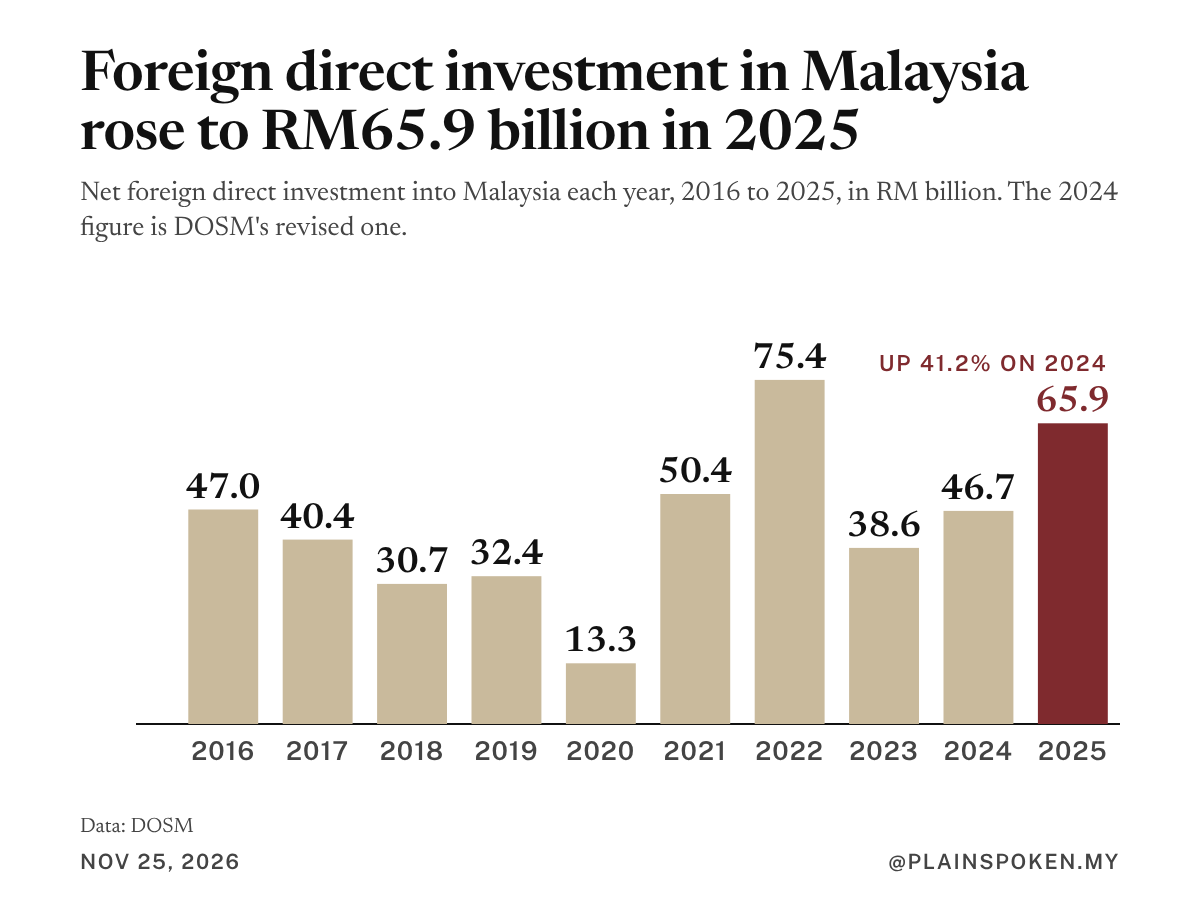 Foreign direct investment in Malaysia
rose to RM65.9 billion in 2025
Net foreign direct investment into Malaysia each year, 2016 to 2025, in RM billion. The 2024
figure is DOSM's revised one.
UP 41.2% ON 2024
47.0
40.4
30.7
32.4
13.3
50.4
75.4
38.6
46.7
65.9
2016
2017
2018
2019
2020
2021
2022
2023
2024
2025
Data: DOSM
NOV 25, 2026
@PLAINSPOKEN.MY